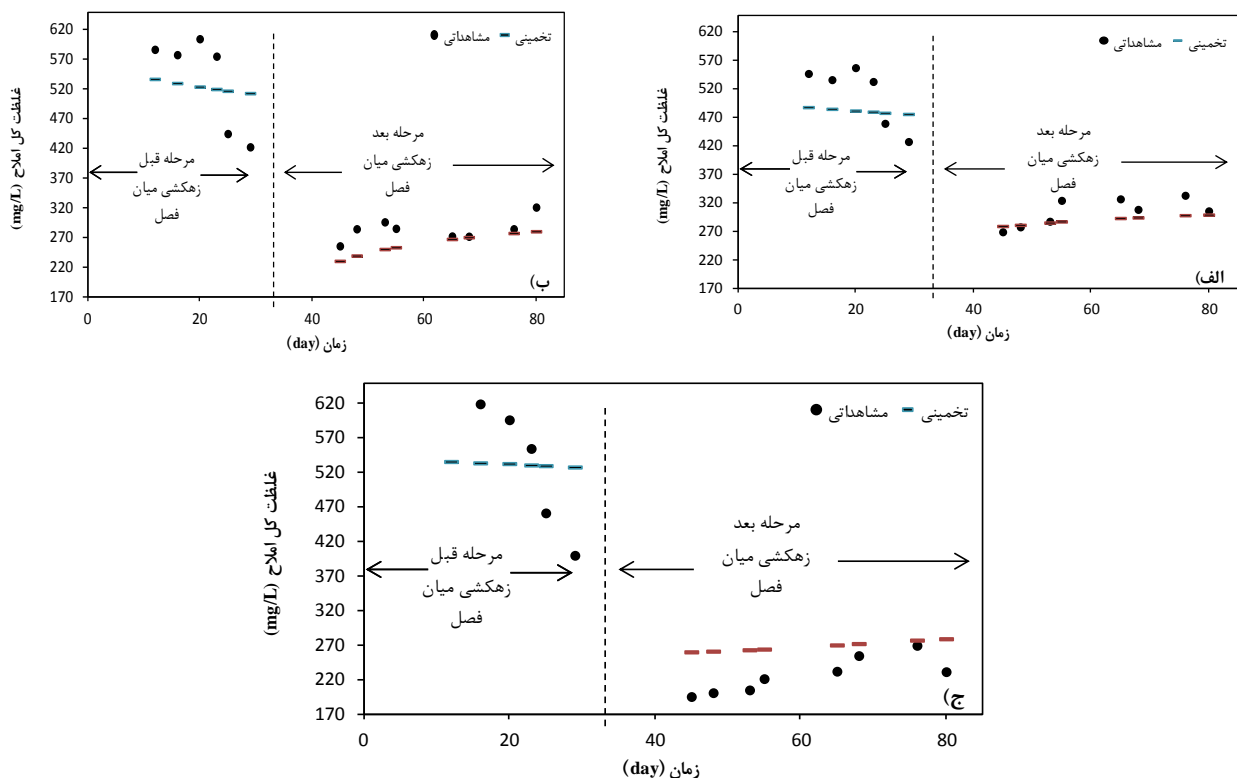 مشاهداتی تخمینی
غلظت کل املاح (mg/L)
620
570
520
470
420
370
320
270
220
170
مرحله قبل
زهکشی میان
فصل
مرحله بعد
زهکشی میان
فصل
الف)
0 20 40 60 80
زمان (day)
مشاهداتی تخمینی
غلظت کل املاح (mg/L)
620
570
520
470
420
370
320
270
220
170
مرحله قبل
زهکشی میان
فصل
مرحله بعد
زهکشی میان
فصل
ب)
0 20 40 60 80
زمان (day)
مشاهداتی تخمینی
غلظت کل املاح (mg/L)
620
570
520
470
420
370
320
270
220
170
مرحله قبل
زهکشی میان
فصل
مرحله بعد
زهکشی میان
فصل
ج)
0 20 40 60 80
زمان (day)